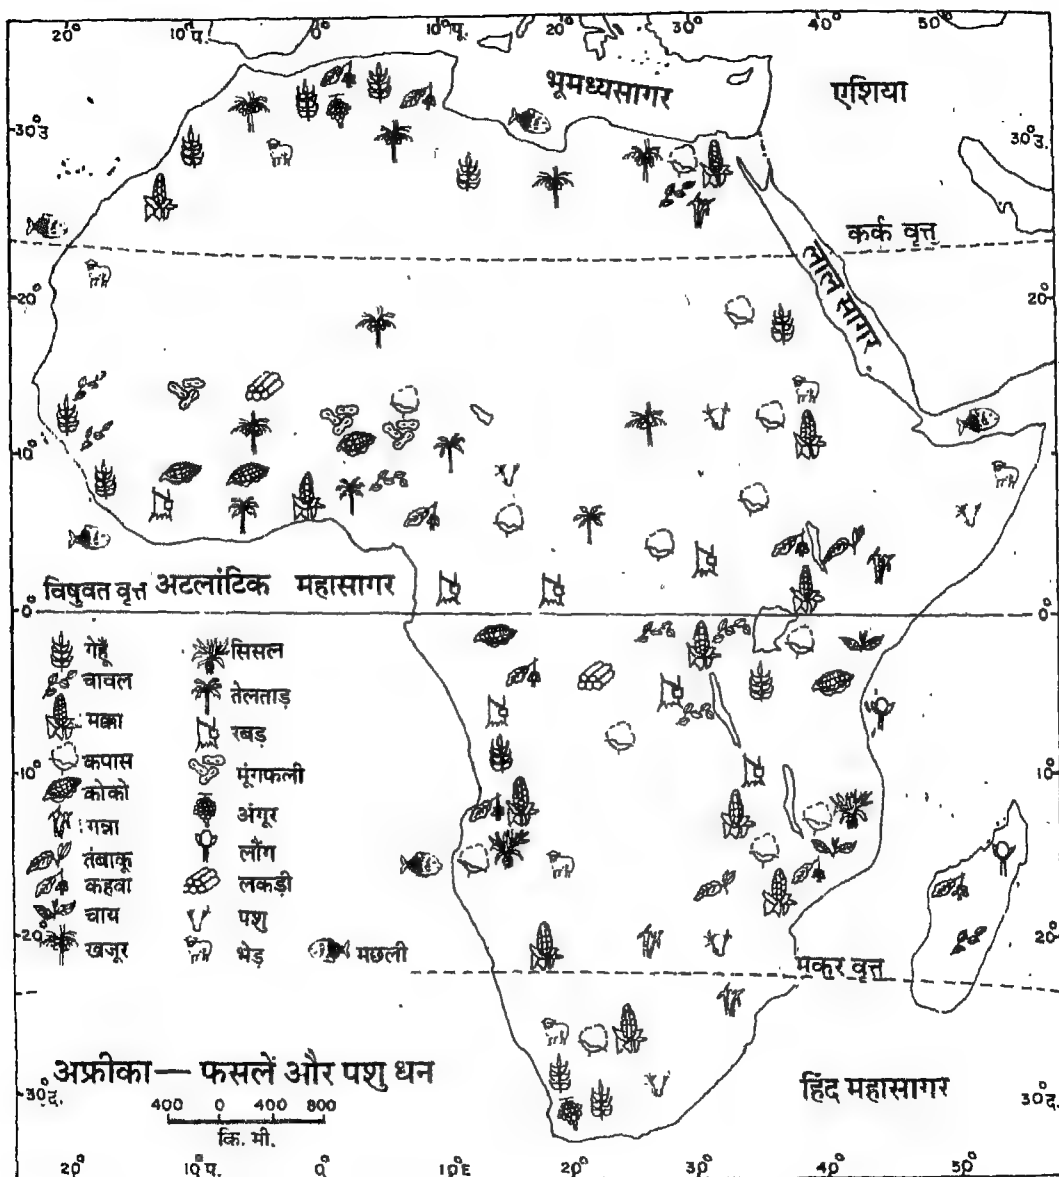 20° 10°प. 0° 10°पू. 20° 30° 40° 50°
भूमध्यसागर
एशिया
30°उ 30°उ.
कर्क वृत्त
लाल सागर
20° 20°
10° 10°
विषुवत वृत्त अटलांटिक महासागर
0° 0°
गेहूँ
चावल
मक्का
कपास
कोको
गन्ना
तंबाकू
कहवा
चाय
खजूर
सिसल
तेलताड़
रबड़
मूंगफली
अंगूर
लौंग
लकड़ी
पशु
भेड़
मछली
10° 10°
20° 20°
मकर वृत्त
अफ्रीका — फसलें और पशु धन
हिंद महासागर
30°द. 30°द.
400 0 400 800
कि. मी.
20° 10°प. 0° 10°E 20° 30° 40° 50°